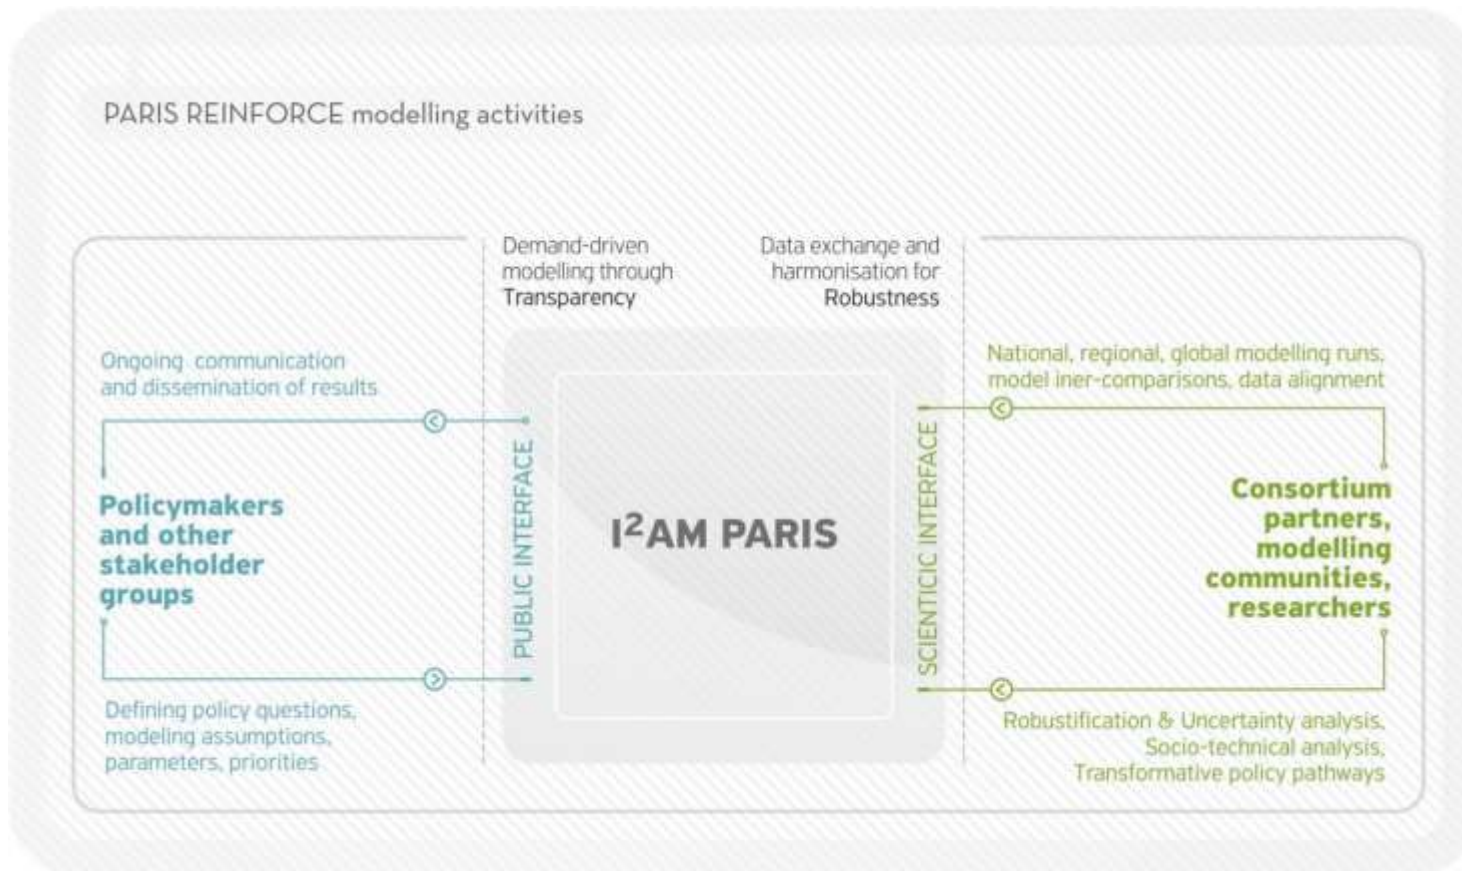 PARIS REINFORCE modelling activities
Demand-driven
modelling through
Transparency
Data exchange and
harmonisation for
Robustness
Ongoing communication
and dissemination of results
Policymakers
and other
stakeholder
groups
Defining policy questions,
modeling assumptions,
parameters, priorities
PUBLIC INTERFACE
I²AM PARIS
SCIENTICIC INTERFACE
National, regional, global modelling runs,
model iner-comparisons, data alignment
Consortium
partners,
modelling
communities,
researchers
Robustification & Uncertainty analysis,
Socio-technical analysis,
Transformative policy pathways